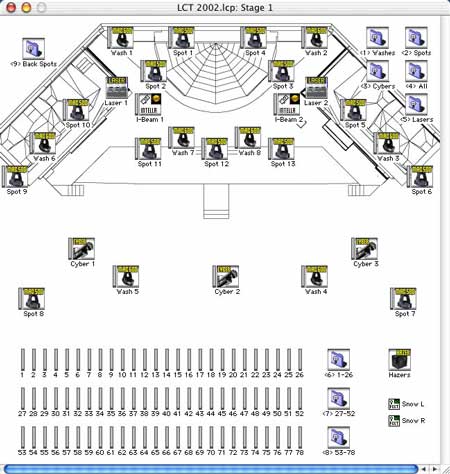 LCT 2002.lcp: Stage 1
Wash 1
Spot 1
Spot 4
Wash 2
<1> Washes
<2> Spots
<9> Back Spots
Spot 2
Spot 3
<3> Cybers
<4> All
LASER
Laser 1
LASER
Laser 2
INTELLA
I-Beam 1
INTELLA
I-Beam 2
<5> Lasers
Spot 10
Spot 5
Wash 6
Wash 7
Wash 8
Wash 3
Spot 11
Spot 12
Spot 13
Spot 9
Spot 6
CYBER
Cyber 1
CYBER
Cyber 3
Wash 5
CYBER
Cyber 2
Wash 4
Spot 8
Spot 7
1 2 3 4 5 6 7 8 9 10 11 12 13 14 15 16 17 18 19 20 21 22 23 24 25 26
<6> 1-26
HAZER
Hazers
27 28 29 30 31 32 33 34 35 36 37 38 39 40 41 42 43 44 45 46 47 48 49 50 51 52
<7> 27-52
Snow L
Snow R
53 54 55 56 57 58 59 60 61 62 63 64 65 66 67 68 69 70 71 72 73 74 75 76 77 78
<8> 53-78